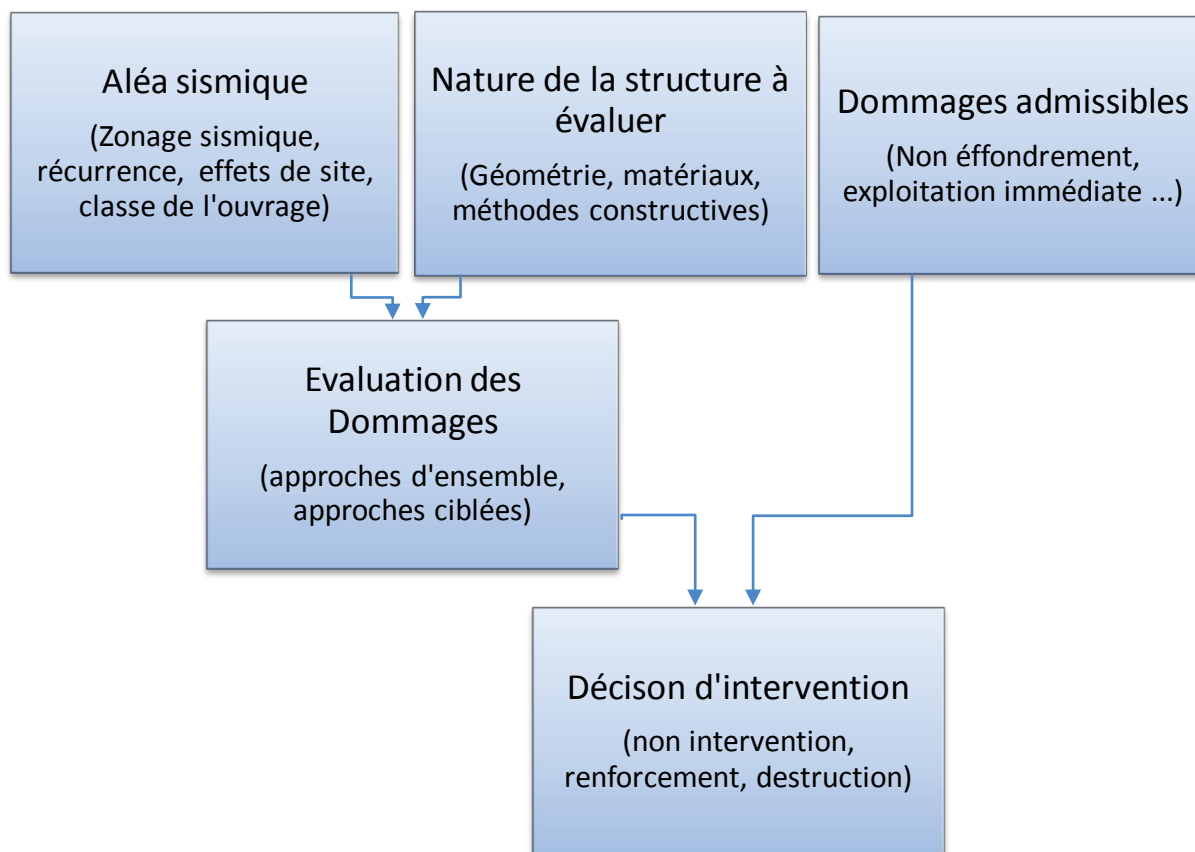 Aléa sismique
(Zonage sismique,
récurrence, effets de site,
classe de l'ouvrage)
Nature de la structure à
évaluer
(Géométrie, matériaux,
méthodes constructives)
Dommages admissibles
(Non éffondrement,
exploitation immédiate ...)
Evaluation des
Dommages
(approches d'ensemble,
approches ciblées)
Décison d'intervention
(non intervention,
renforcement, destruction)